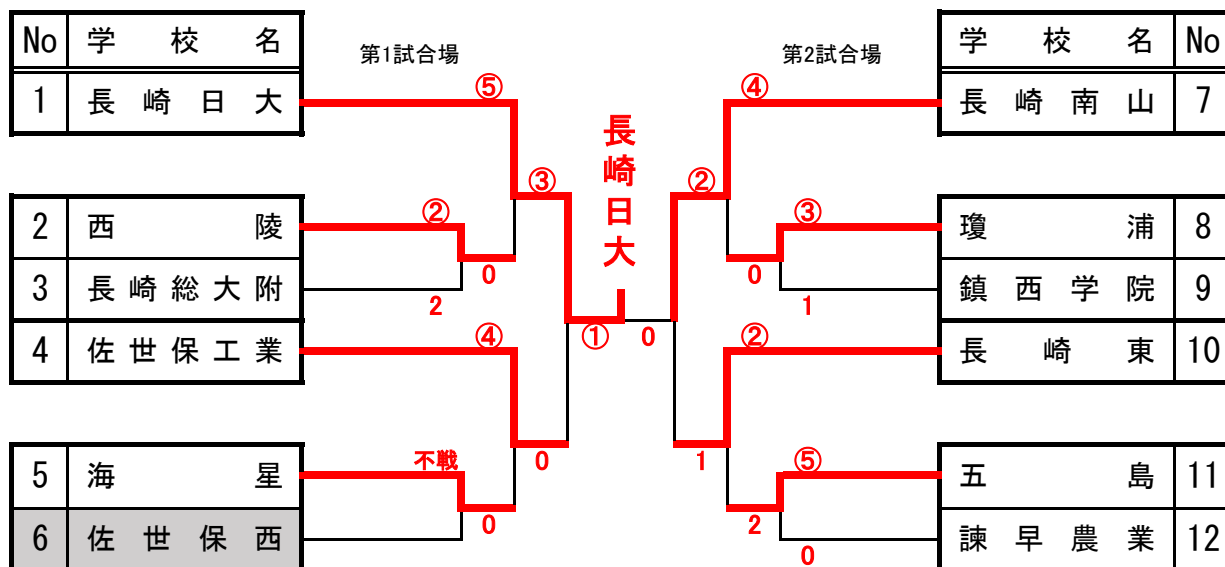 No 学校名
第1試合場
第2試合場
学校名 No
1 長崎日大
⑤
④
長崎南山 7
長崎日大
③
②
2 西陵
②
③
瓊浦 8
0
0
3 長崎総大附
2
1
鎮西学院 9
①
0
4 佐世保工業
④
②
長崎東 10
5 海星
不戦
0
1
⑤
五島 11
0
2
6 佐世保西
0
諫早農業 12